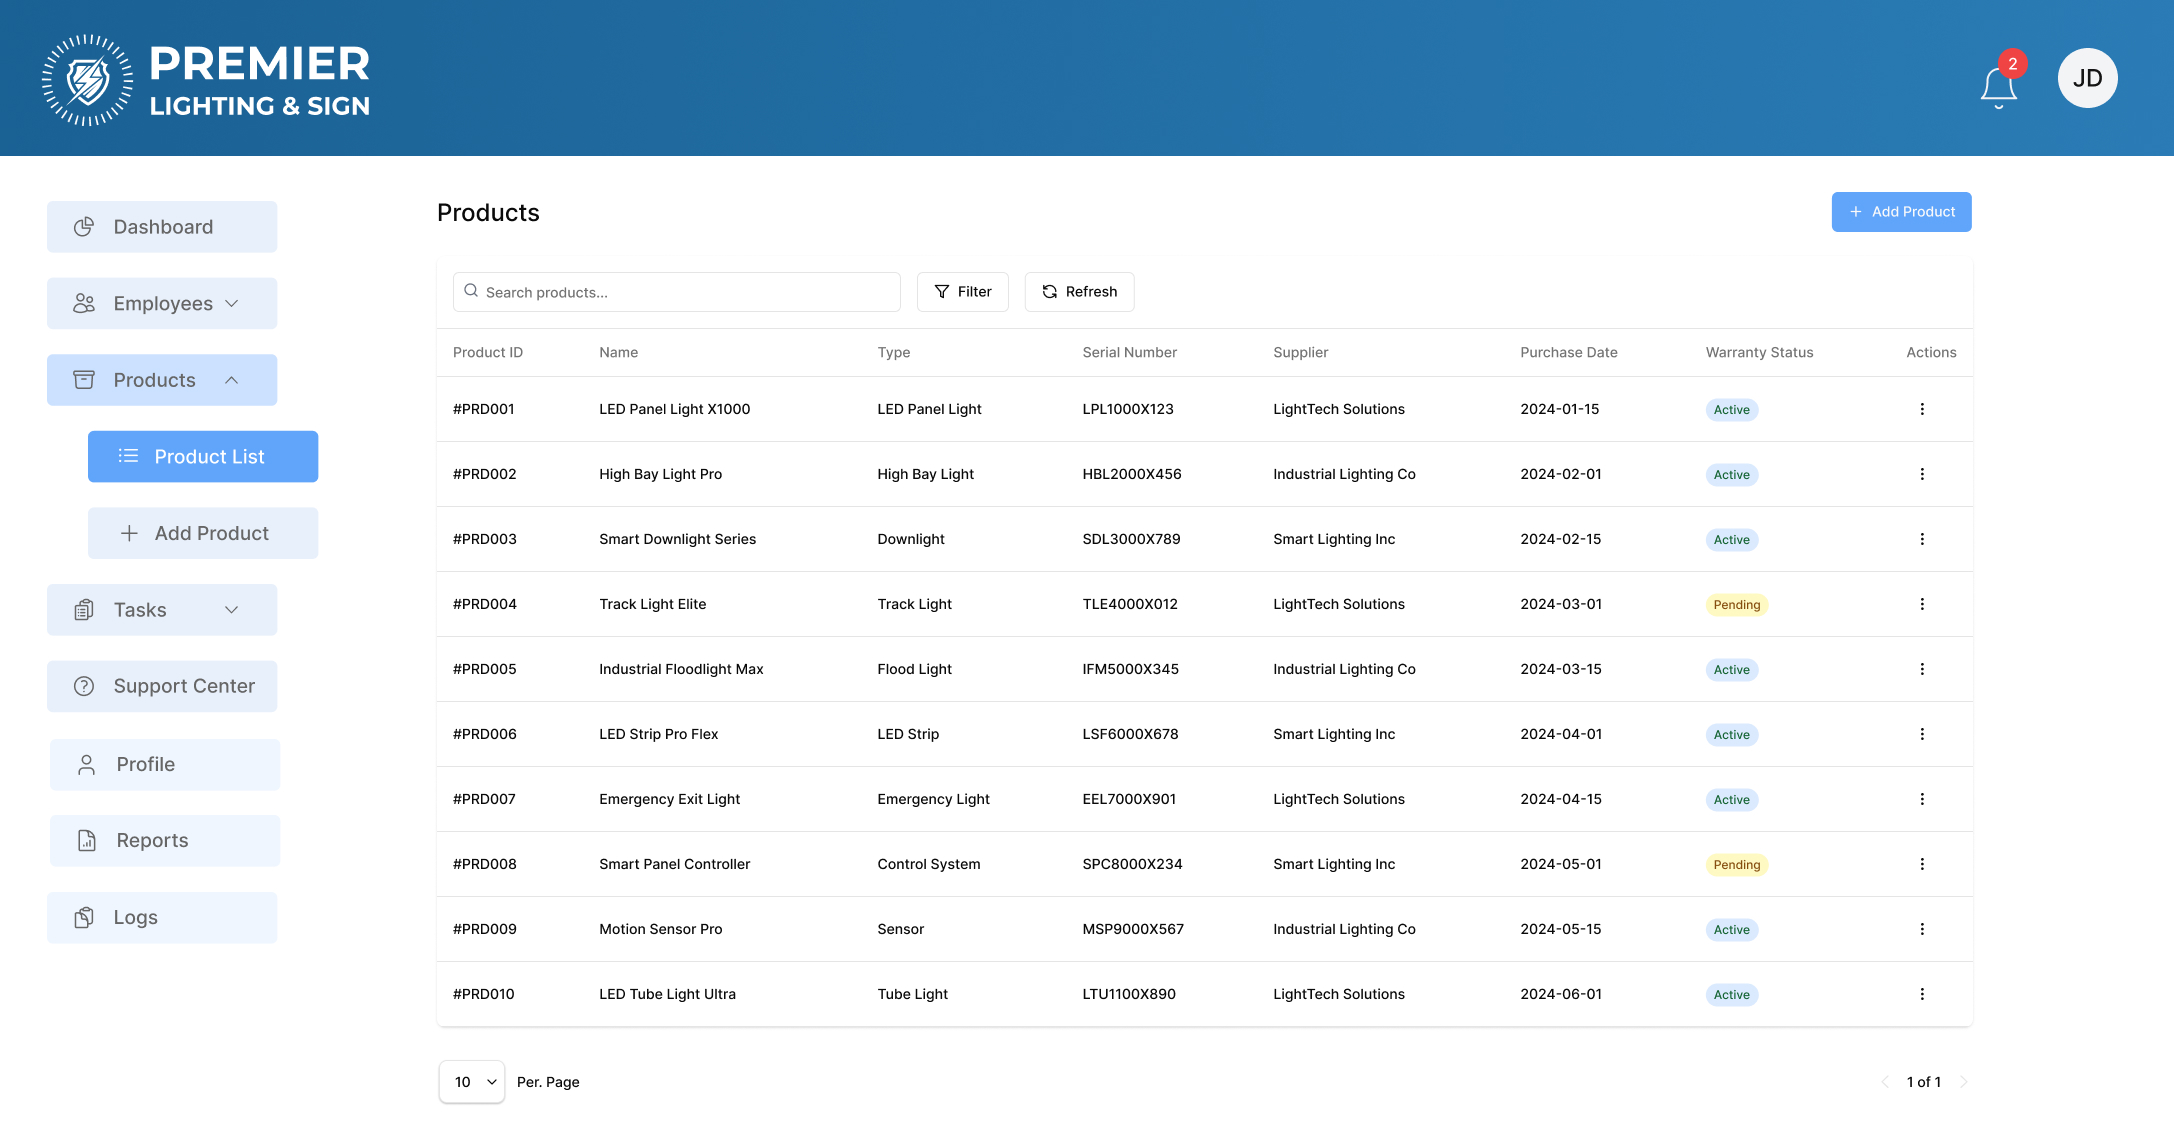 PREMIER
LIGHTING & SIGN
2
JD
Dashboard
Employees
Products
Product List
Add Product
Tasks
Support Center
Profile
Reports
Logs
Products
Add Product
Search products...
Filter
Refresh
Product ID Name Type Serial Number Supplier Purchase Date Warranty Status Actions
#PRD001 LED Panel Light X1000 LED Panel Light LPL1000X123 LightTech Solutions 2024-01-15 Active
#PRD002 High Bay Light Pro High Bay Light HBL2000X456 Industrial Lighting Co 2024-02-01 Active
#PRD003 Smart Downlight Series Downlight SDL3000X789 Smart Lighting Inc 2024-02-15 Active
#PRD004 Track Light Elite Track Light TLE4000X012 LightTech Solutions 2024-03-01 Pending
#PRD005 Industrial Floodlight Max Flood Light IFM5000X345 Industrial Lighting Co 2024-03-15 Active
#PRD006 LED Strip Pro Flex LED Strip LSF6000X678 Smart Lighting Inc 2024-04-01 Active
#PRD007 Emergency Exit Light Emergency Light EEL7000X901 LightTech Solutions 2024-04-15 Active
#PRD008 Smart Panel Controller Control System SPC8000X234 Smart Lighting Inc 2024-05-01 Pending
#PRD009 Motion Sensor Pro Sensor MSP9000X567 Industrial Lighting Co 2024-05-15 Active
#PRD010 LED Tube Light Ultra Tube Light LTU1100X890 LightTech Solutions 2024-06-01 Active
10 Per. Page
1 of 1